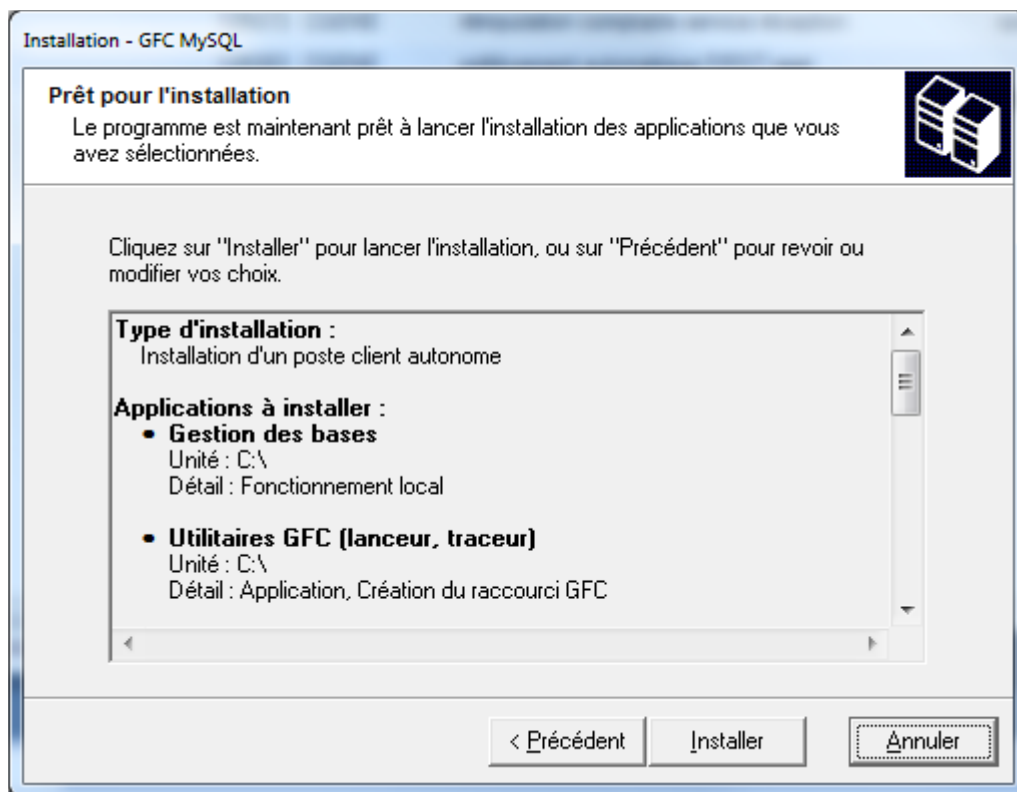 Installation - GFC MySQL
Prêt pour l'installation
Le programme est maintenant prêt à lancer l'installation des applications que vous
avez sélectionnées.
Cliquez sur "Installer" pour lancer l'installation, ou sur "Précédent" pour revoir ou
modifier vos choix.
Type d'installation :
Installation d'un poste client autonome
Applications à installer :
• Gestion des bases
Unité : C:\
Détail : Fonctionnement local
• Utilitaires GFC (lanceur, traceur)
Unité : C:\
Détail : Application, Création du raccourci GFC
< Précédent
Installer
Annuler